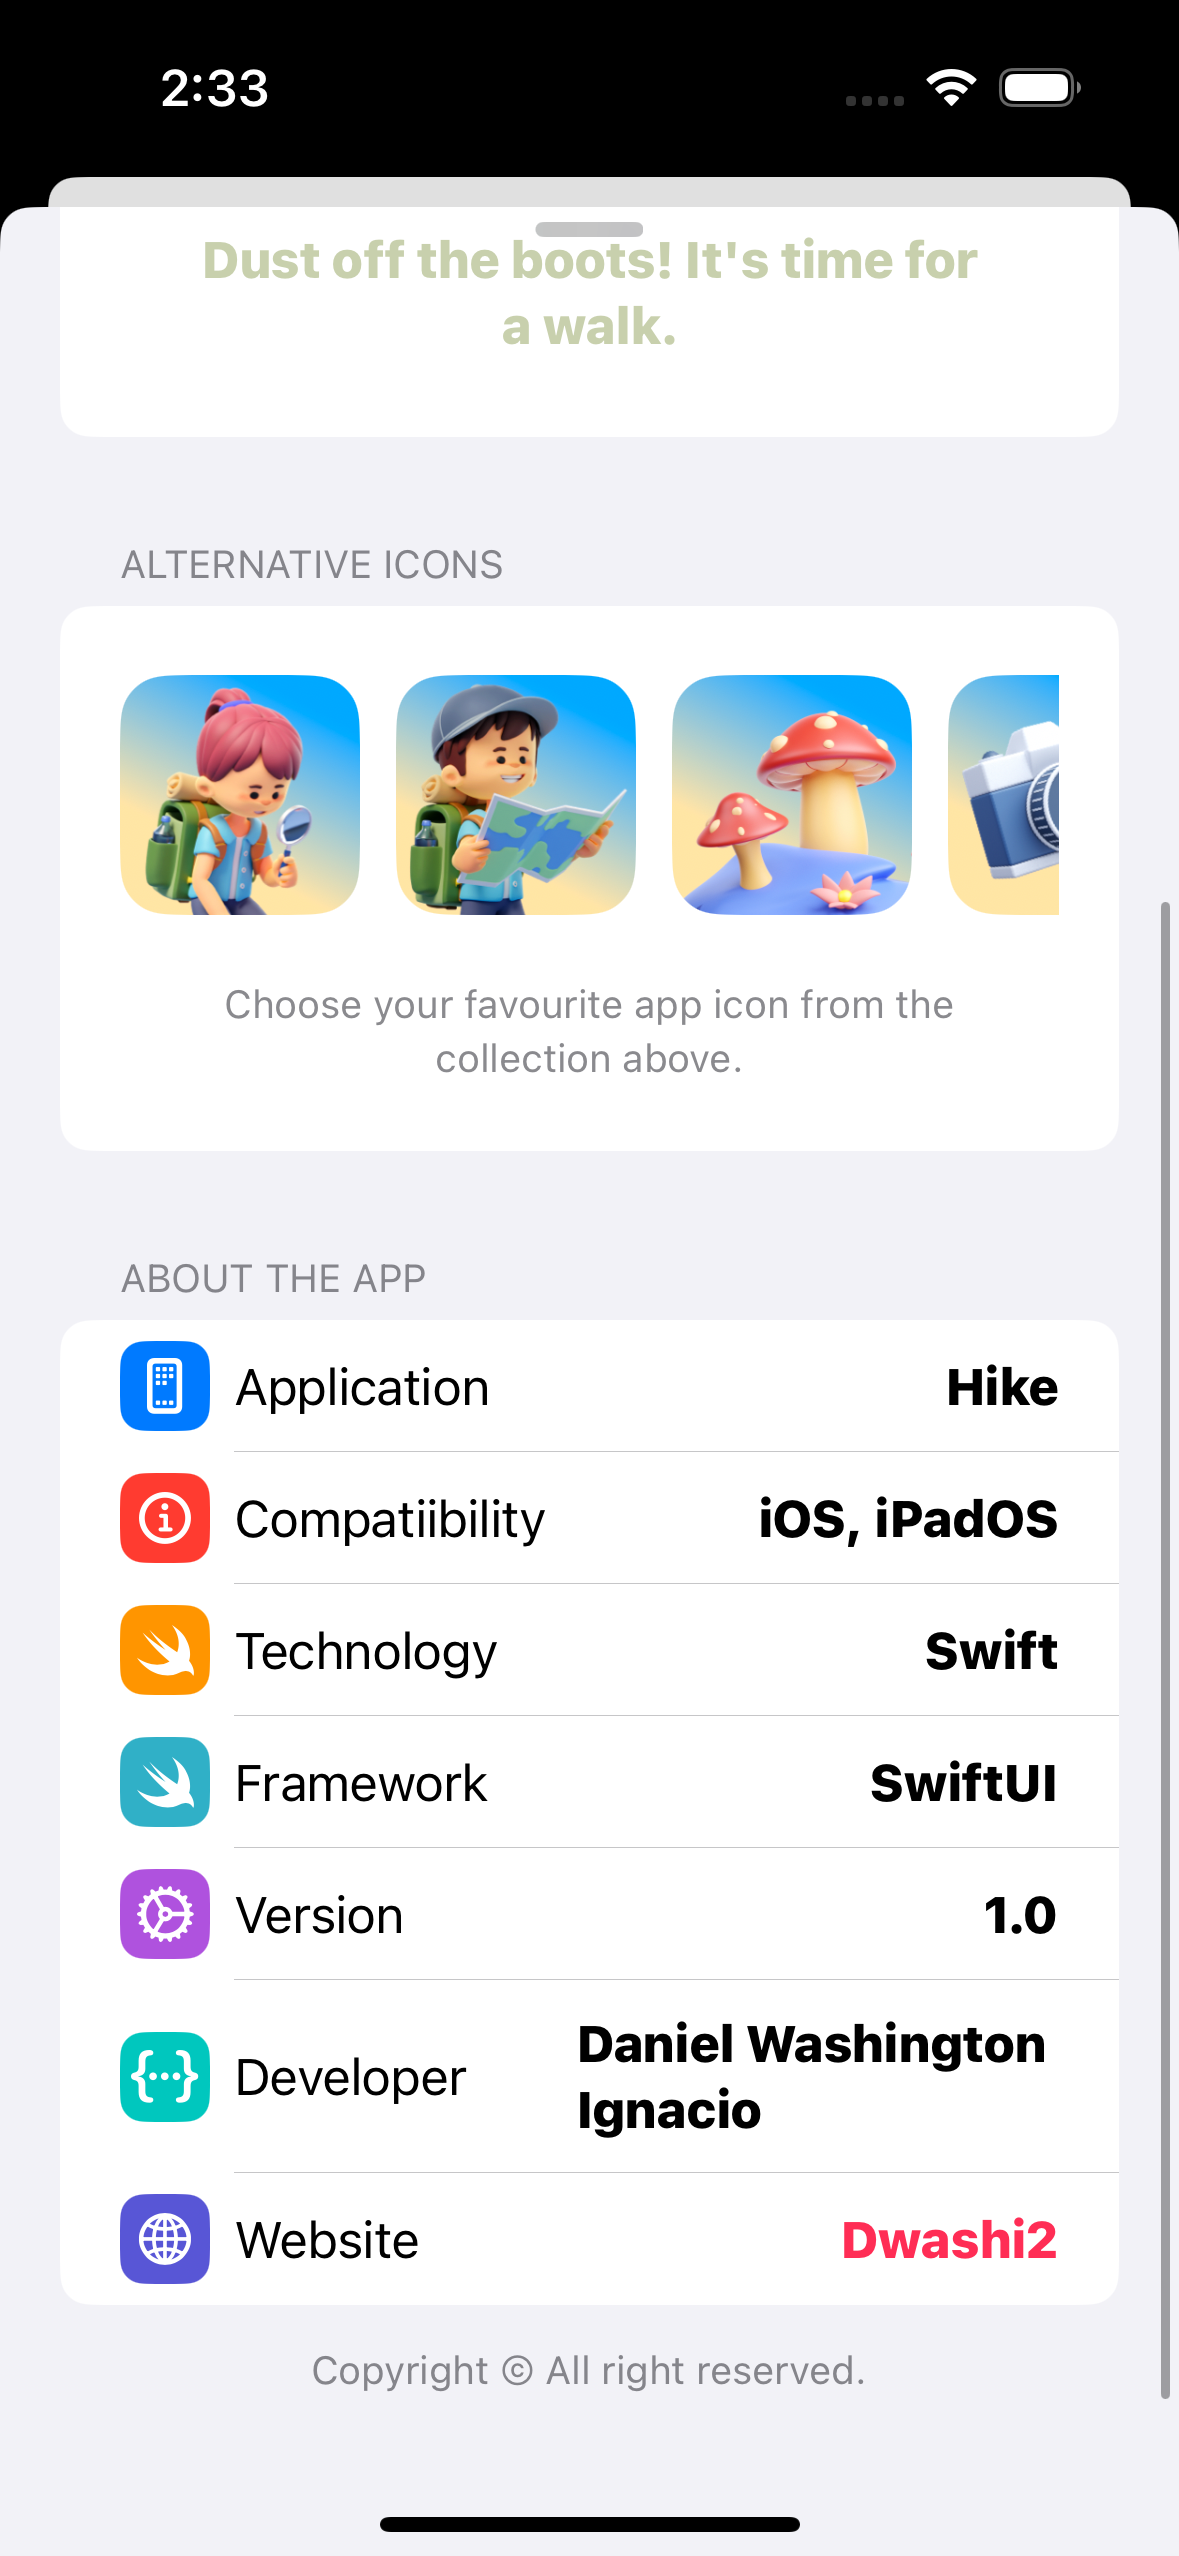 2:33
Dust off the boots! It's time for
a walk.
ALTERNATIVE ICONS
Choose your favourite app icon from the
collection above.
ABOUT THE APP
Application Hike
Compatiibility iOS, iPadOS
Technology Swift
Framework SwiftUI
Version 1.0
Developer Daniel Washington
Ignacio
Website Dwashi2
Copyright © All right reserved.